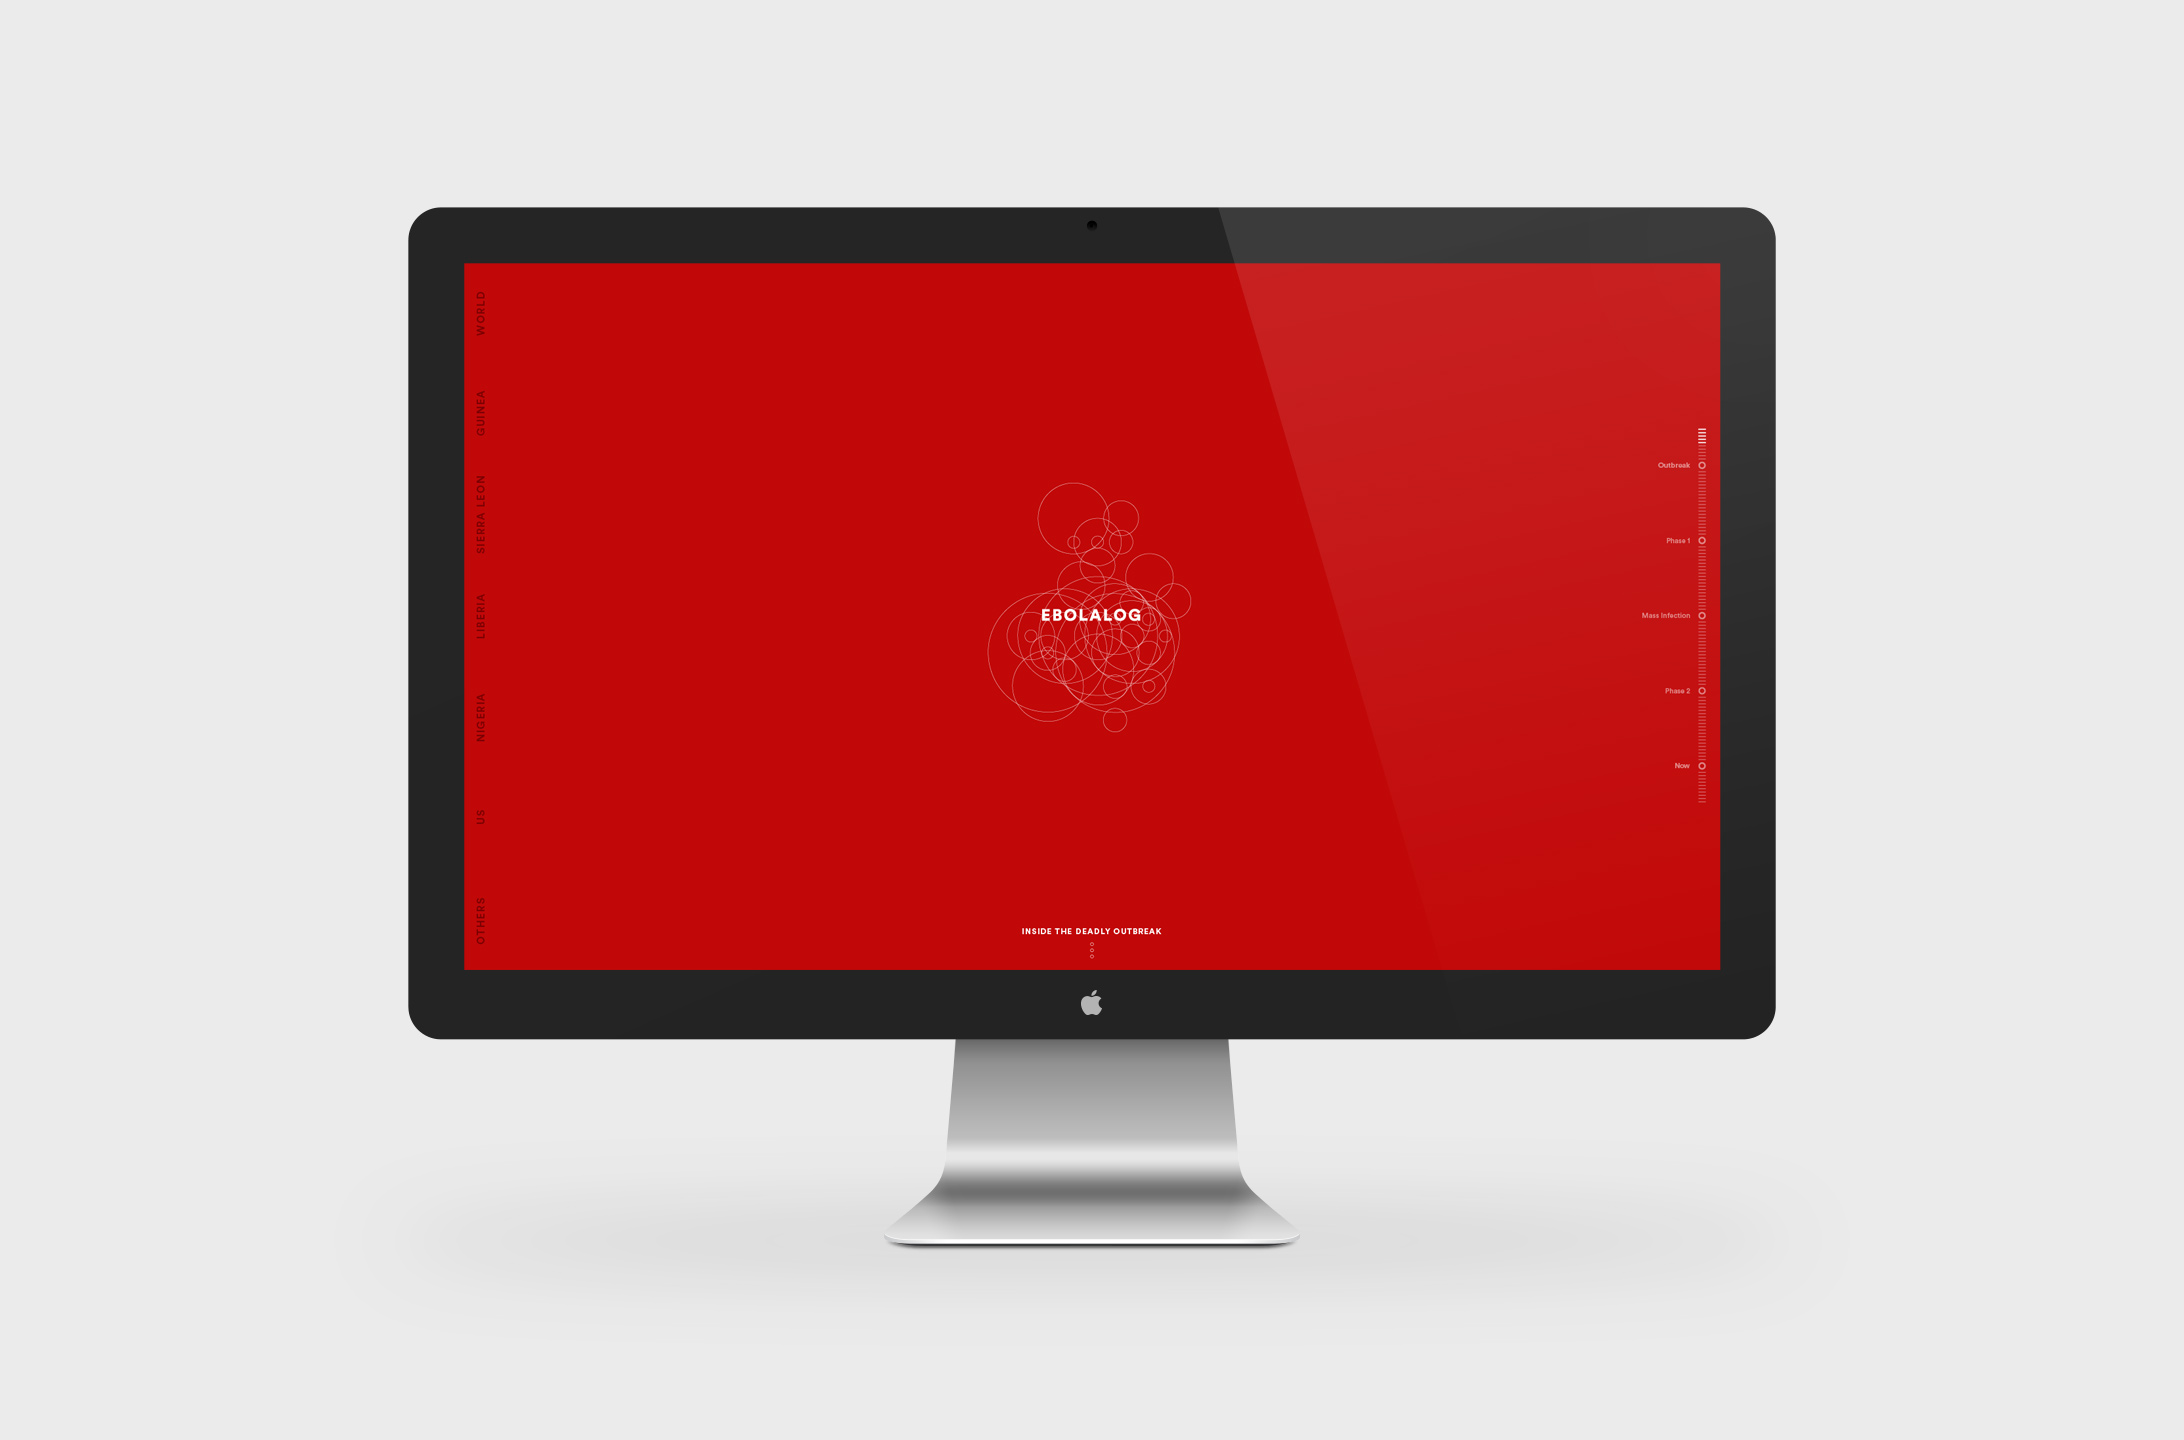 WORLD
GUINEA
SIERRA LEON
LIBERIA
NIGERIA
US
OTHERS
EBOLALOG
INSIDE THE DEADLY OUTBREAK
Outbreak
Phase 1
Mass Infection
Phase 2
Now